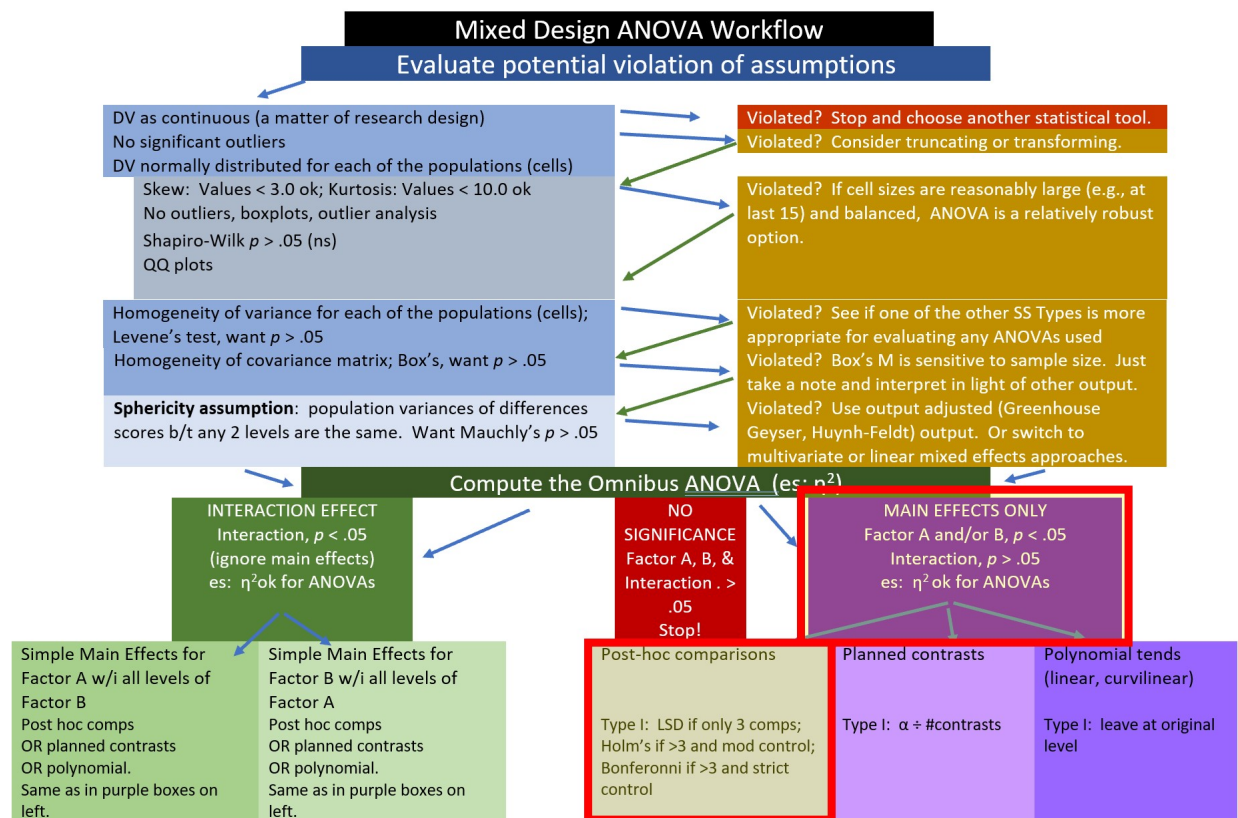 Mixed Design ANOVA Workflow
Evaluate potential violation of assumptions
DV as continuous (a matter of research design)
No significant outliers
DV normally distributed for each of the populations (cells)
Skew: Values < 3.0 ok; Kurtosis: Values < 10.0 ok
No outliers, boxplots, outlier analysis
Shapiro-Wilk p > .05 (ns)
QQ plots
Violated? Stop and choose another statistical tool.
Violated? Consider truncating or transforming.
Violated? If cell sizes are reasonably large (e.g., at
last 15) and balanced, ANOVA is a relatively robust
option.
Homogeneity of variance for each of the populations (cells);
Levene's test, want p > .05
Homogeneity of covariance matrix; Box's, want p > .05
Sphericity assumption: population variances of differences
scores b/t any 2 levels are the same. Want Mauchly's p > .05
Violated? See if one of the other SS Types is more
appropriate for evaluating any ANOVAs used
Violated? Box's M is sensitive to sample size. Just
take a note and interpret in light of other output.
Violated? Use output adjusted (Greenhouse
Geyser, Huynh-Feldt) output. Or switch to
multivariate or linear mixed effects approaches.
Compute the Omnibus ANOVA (es: η²)
INTERACTION EFFECT
Interaction, p < .05
(ignore main effects)
es: η²ok for ANOVAs
NO
SIGNIFICANCE
Factor A, B, &
Interaction . >
.05
Stop!
MAIN EFFECTS ONLY
Factor A and/or B, p < .05
Interaction, p > .05
es: η² ok for ANOVAs
Simple Main Effects for
Factor A w/i all levels of
Factor B
Post hoc comps
OR planned contrasts
OR polynomial.
Same as in purple boxes on
left.
Simple Main Effects for
Factor B w/i all levels of
Factor A
Post hoc comps
OR planned contrasts
OR polynomial.
Same as in purple boxes on
left.
Post-hoc comparisons
Type I: LSD if only 3 comps;
Holm's if >3 and mod control;
Bonferonni if >3 and strict
control
Planned contrasts
Type I: α ÷ #contrasts
Polynomial tends
(linear, curvilinear)
Type I: leave at original
level